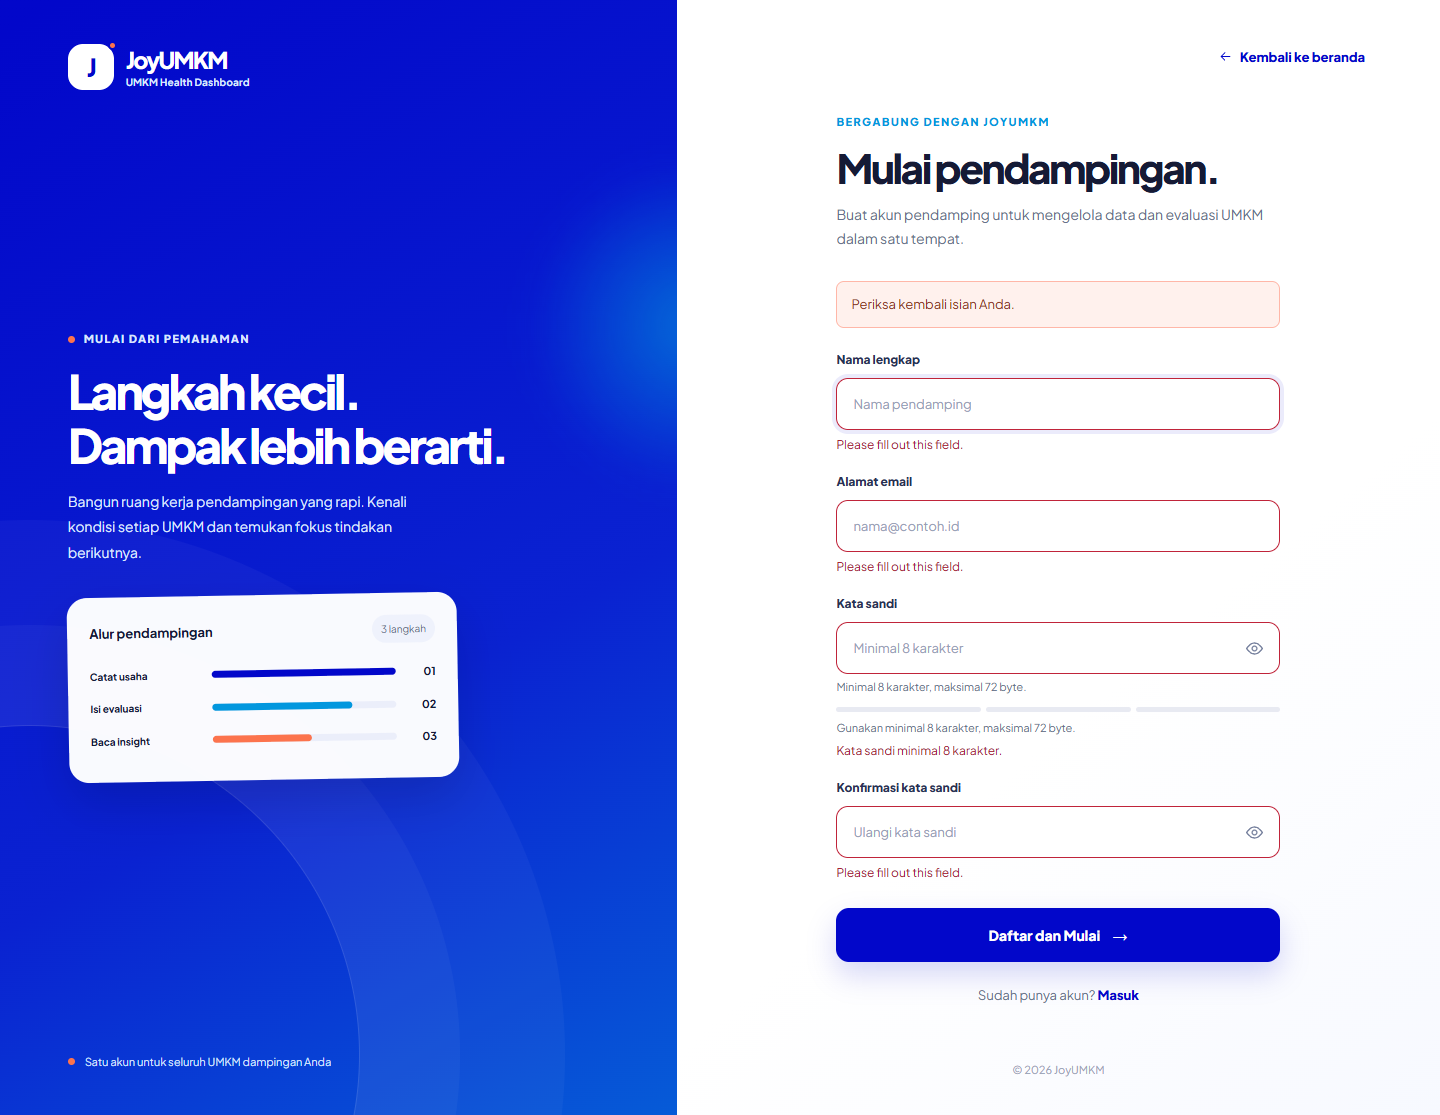 J
JoyUMKM
UMKM Health Dashboard
MULAI DARI PEMAHAMAN
Langkah kecil.
Dampak lebih berarti.
Bangun ruang kerja pendampingan yang rapi. Kenali
kondisi setiap UMKM dan temukan fokus tindakan
berikutnya.
Alur pendampingan
3 langkah
Catat usaha
01
Isi evaluasi
02
Baca insight
03
Satu akun untuk seluruh UMKM dampingan Anda
← Kembali ke beranda
BERGABUNG DENGAN JOYUMKM
Mulai pendampingan.
Buat akun pendamping untuk mengelola data dan evaluasi UMKM
dalam satu tempat.
Periksa kembali isian Anda.
Nama lengkap
Nama pendamping
Please fill out this field.
Alamat email
nama@contoh.id
Please fill out this field.
Kata sandi
Minimal 8 karakter
Minimal 8 karakter, maksimal 72 byte.
Gunakan minimal 8 karakter, maksimal 72 byte.
Kata sandi minimal 8 karakter.
Konfirmasi kata sandi
Ulangi kata sandi
Please fill out this field.
Daftar dan Mulai →
Sudah punya akun? Masuk
© 2026 JoyUMKM